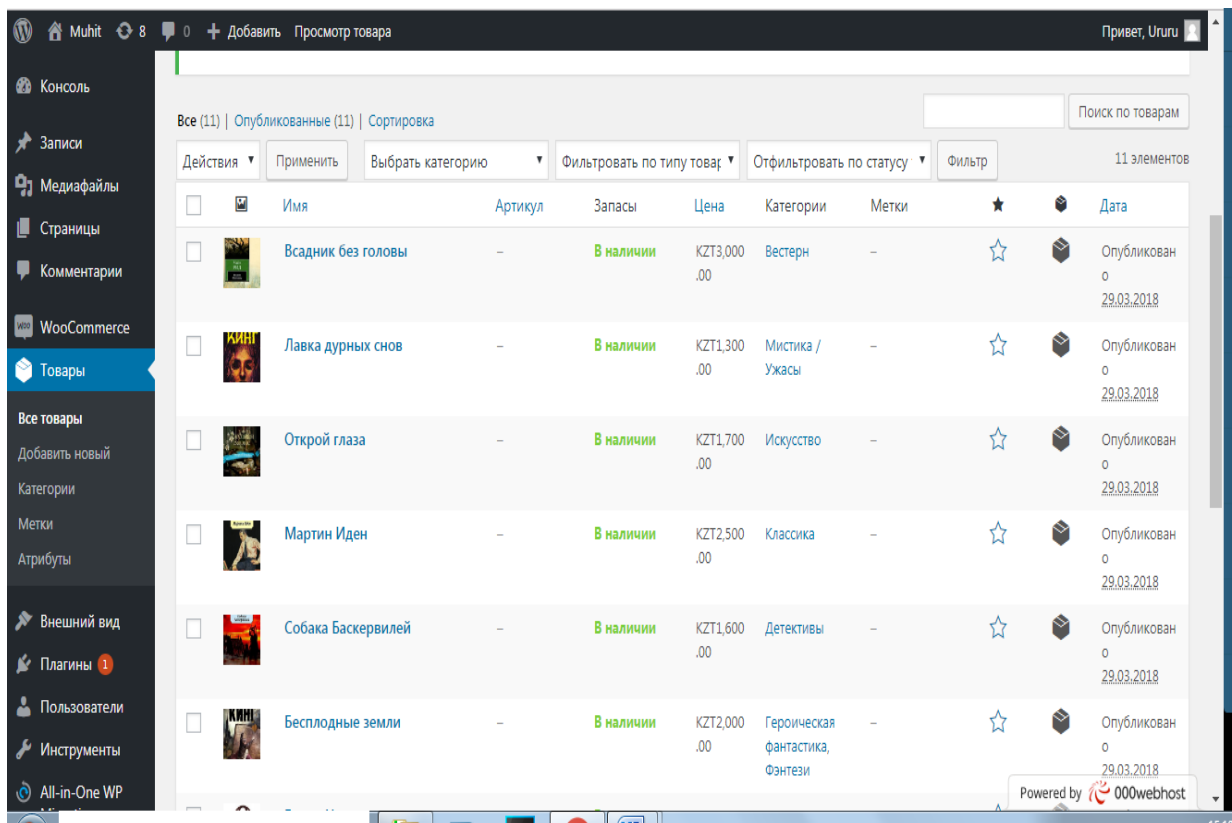 Muhit 8 0 + Добавить Просмотр товара Привет, Ururu
Консоль
Записи
Медиафайлы
Страницы
Комментарии
WooCommerce
Товары
Все товары
Добавить новый
Категории
Метки
Атрибуты
Внешний вид
Плагины 1
Пользователи
Инструменты
All-in-One WP
Поиск по товарам
Все (11) | Опубликованные (11) | Сортировка
Действия Применить Выбрать категорию Фильтровать по типу товар Отфильтровать по статусу Фильтр 11 элементов
Имя Артикул Запасы Цена Категории Метки Дата
Всадник без головы – В наличии KZT3,000 Вестерн – Опубликован
.00 о
29.03.2018
КИНГ
Лавка дурных снов – В наличии KZT1,300 Мистика / – Опубликован
.00 Ужасы о
29.03.2018
Открой глаза – В наличии KZT1,700 Искусство – Опубликован
.00 о
29.03.2018
Мартин Иден – В наличии KZT2,500 Классика – Опубликован
.00 о
29.03.2018
Собака Баскервилей – В наличии KZT1,600 Детективы – Опубликован
.00 о
29.03.2018
КИНГ
Бесплодные земли – В наличии KZT2,000 Героическая – Опубликован
.00 фантастика, о
Фэнтези 29.03.2018
Powered by 000webhost